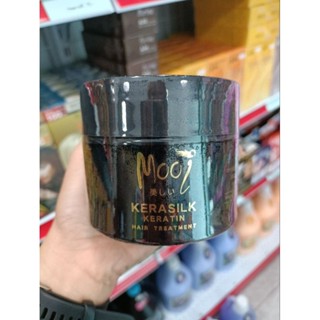 Mooi
美しい
KERASILK
KERATIN
HAIR TREATMENT